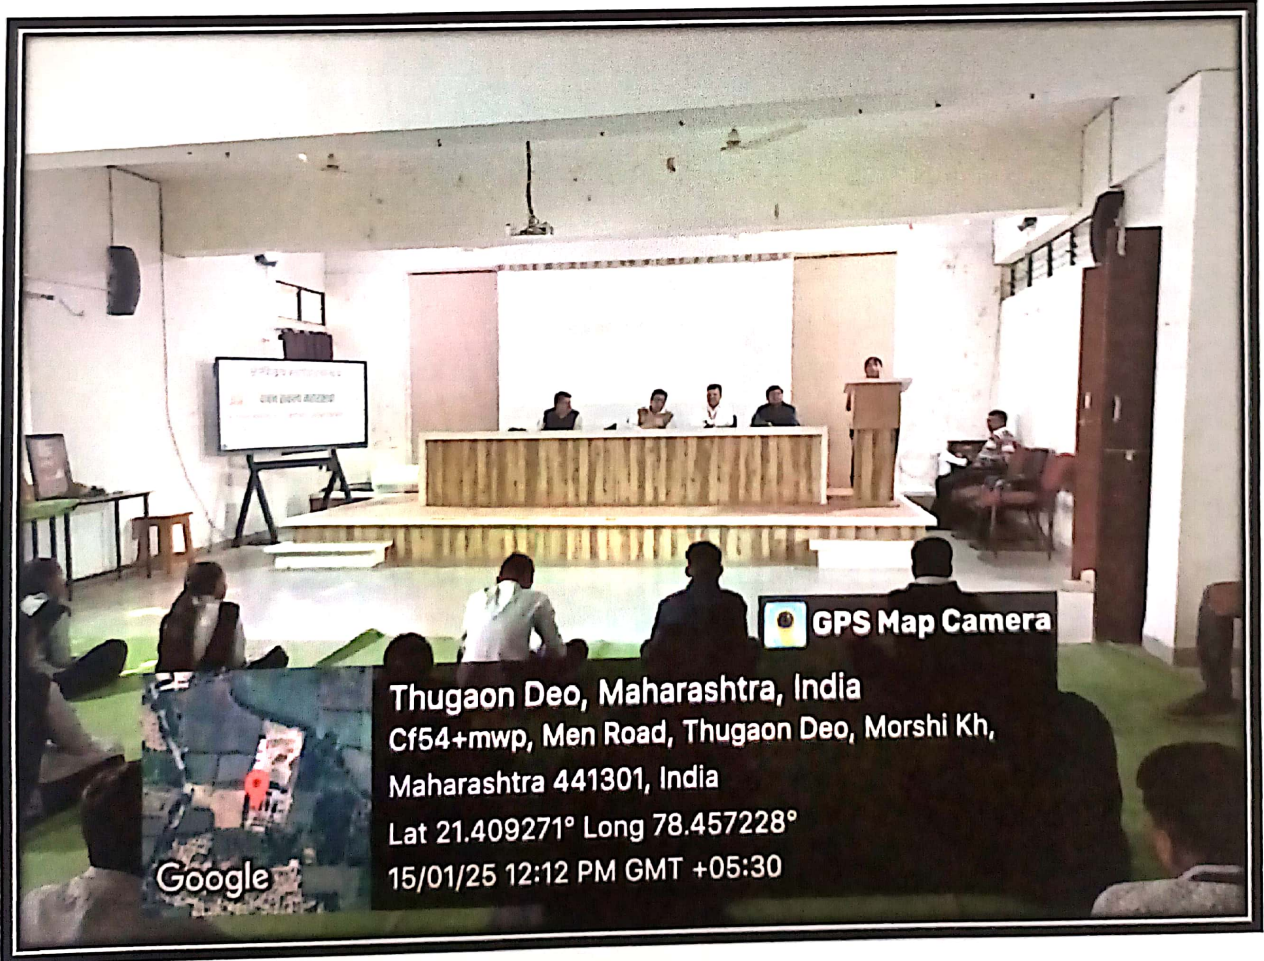 GPS Map Camera
Thugaon Deo, Maharashtra, India
Cf54+mwp, Men Road, Thugaon Deo, Morshi Kh,
Maharashtra 441301, India
Lat 21.409271° Long 78.457228°
15/01/25 12:12 PM GMT +05:30
Google